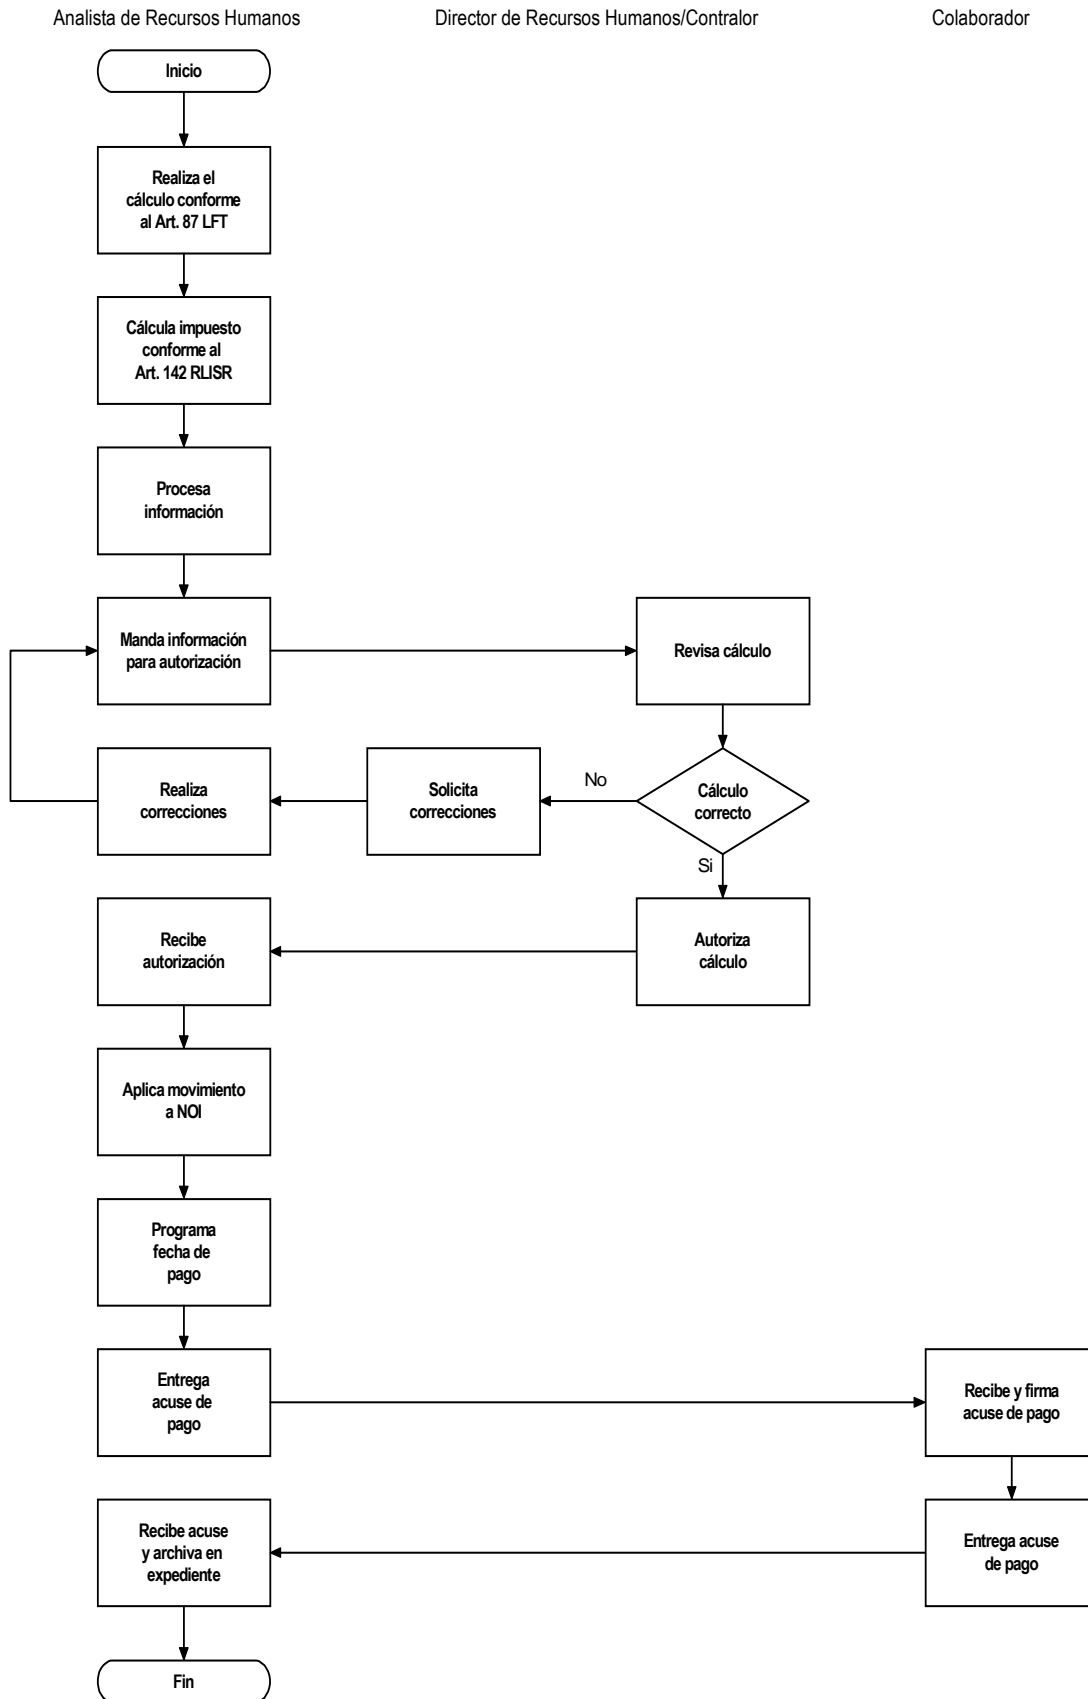 Analista de Recursos Humanos
Director de Recursos Humanos/Contralor
Colaborador
Inicio
Realiza el
cálculo conforme
al Art. 87 LFT
Cálcula impuesto
conforme al
Art. 142 RLISR
Procesa
información
Manda información
para autorización
Revisa cálculo
Realiza
correcciones
Solicita
correcciones
No
Cálculo
correcto
Si
Recibe
autorización
Autoriza
cálculo
Aplica movimiento
a NOI
Programa
fecha de
pago
Entrega
acuse de
pago
Recibe y firma
acuse de pago
Recibe acuse
y archiva en
expediente
Entrega acuse
de pago
Fin